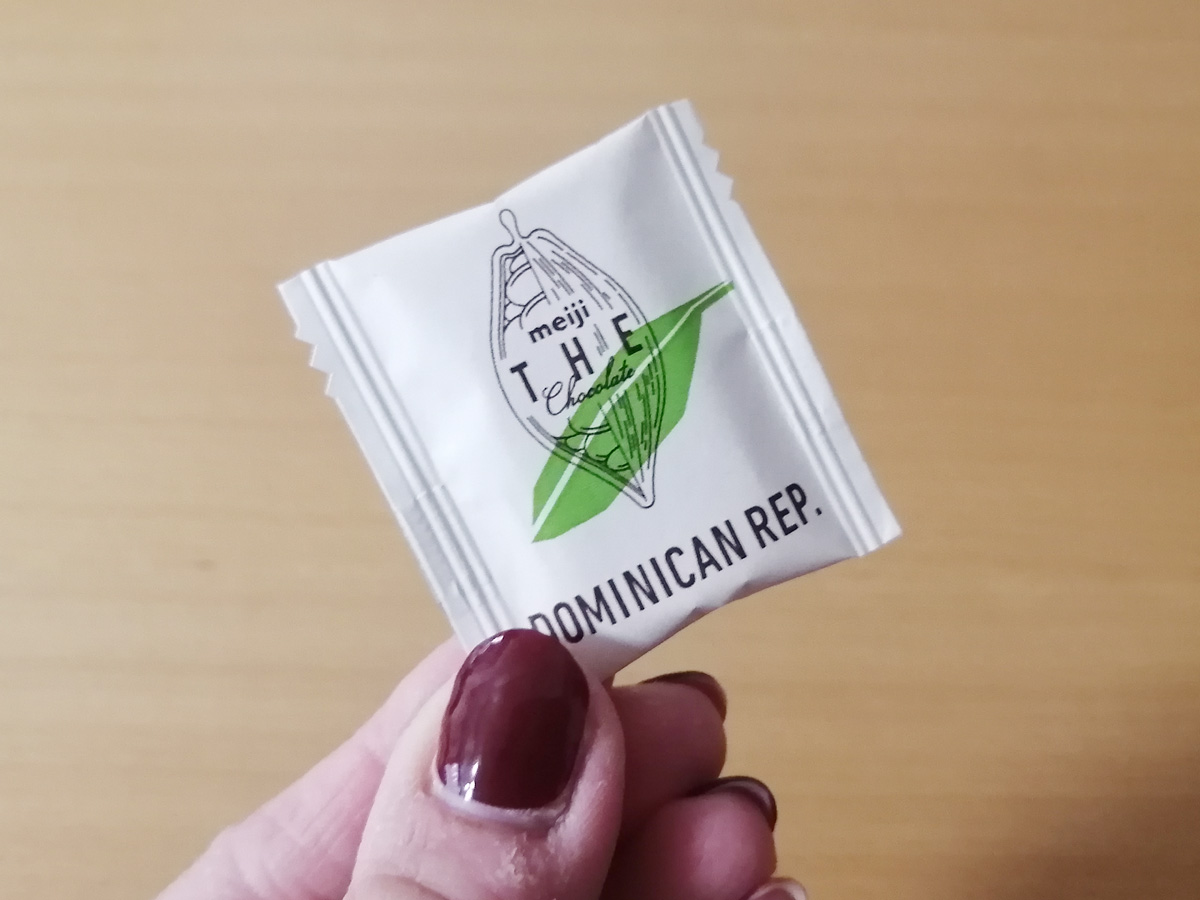 meiji
THE
Chocolate
DOMINICAN REP.